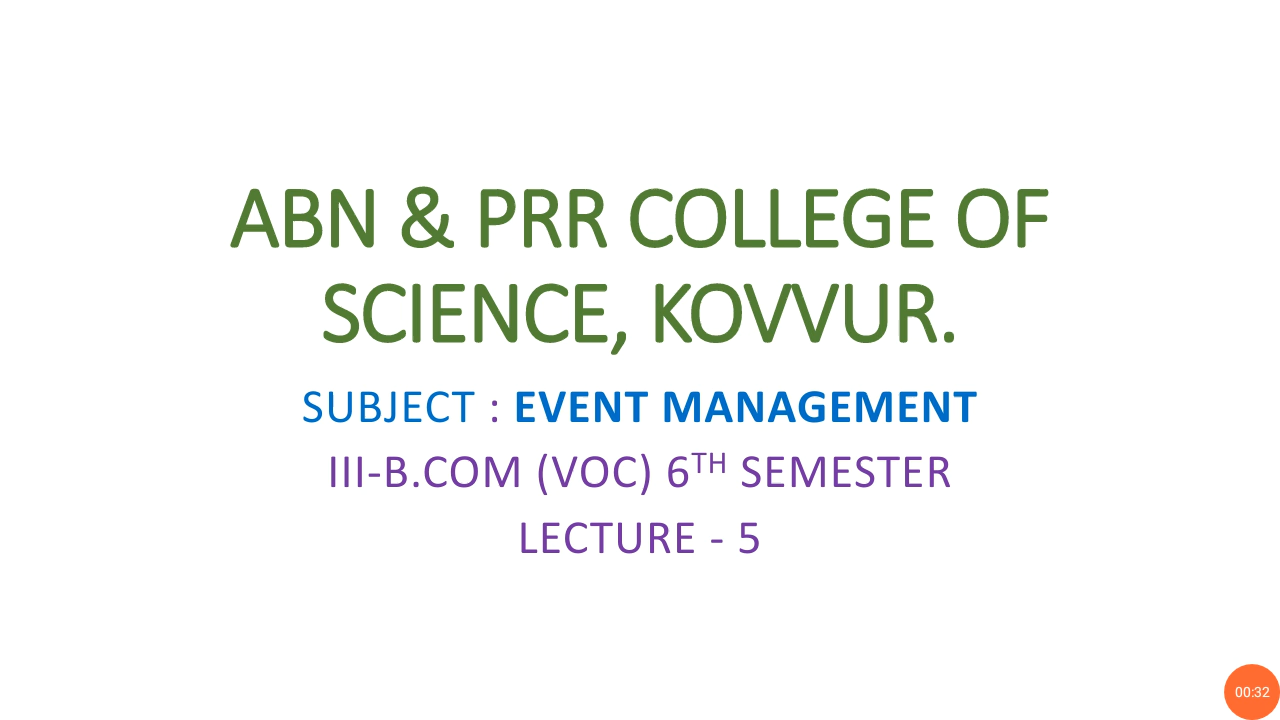 ABN & PRR COLLEGE OF
SCIENCE, KOVVUR.
SUBJECT : EVENT MANAGEMENT
III-B.COM (VOC) 6TH SEMESTER
LECTURE - 5
00:32